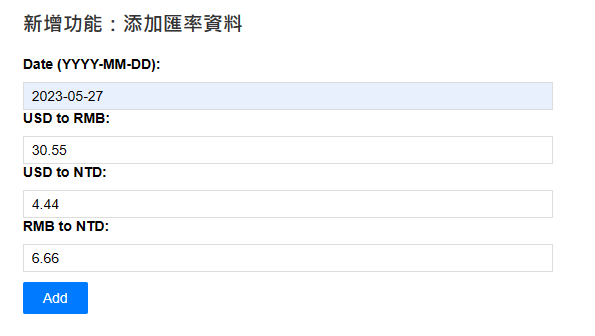 新增功能：添加匯率資料
Date (YYYY-MM-DD):
2023-05-27
USD to RMB:
30.55
USD to NTD:
4.44
RMB to NTD:
6.66
Add